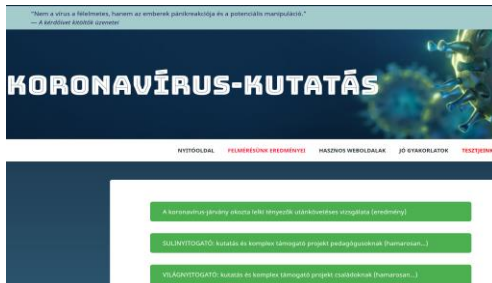 "Nem a vírus a félelmetes, hanem az emberek pánikreakciója és a potenciális manipuláció."
— A kérdőívet kitöltők üzenetei
KORONAVÍRUS-KUTATÁS
NYITÓOLDAL FELMÉRÉSÜNK EREDMÉNYEI HASZNOS WEBOLDALAK JÓ GYAKORLATOK TESZTJEINK
A koronavírus-járvány okozta lelki tényezők utánkövetéses vizsgálata (eredmény)
SULINYITOGATÓ: kutatás és komplex támogató projekt pedagógusoknak (hamarosan...)
VILÁGNYITOGATÓ: kutatás és komplex támogató projekt családoknak (hamarosan...)